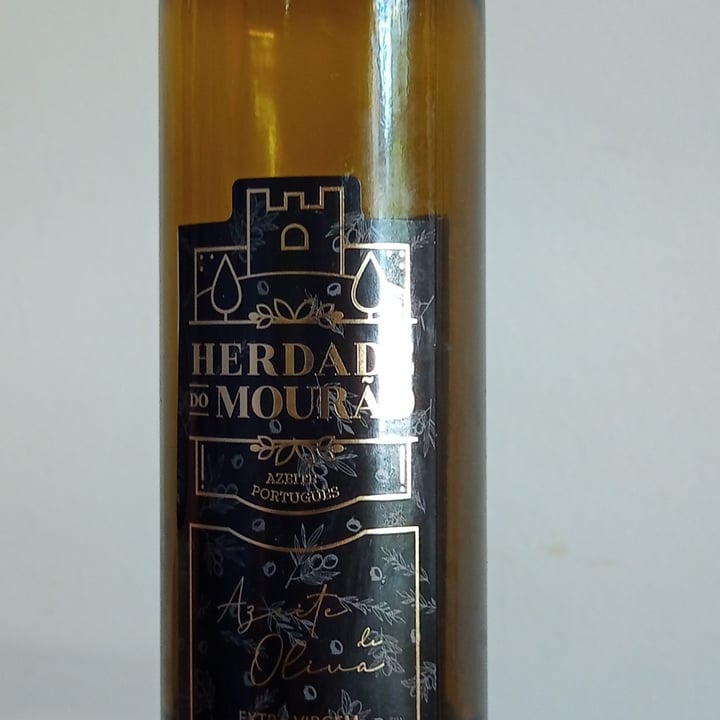 D
HERDADE
DO MOURÃO
AZEITE
PORTUGUÊS
Azeite
de
Oliva
EXTRA VIRGEM